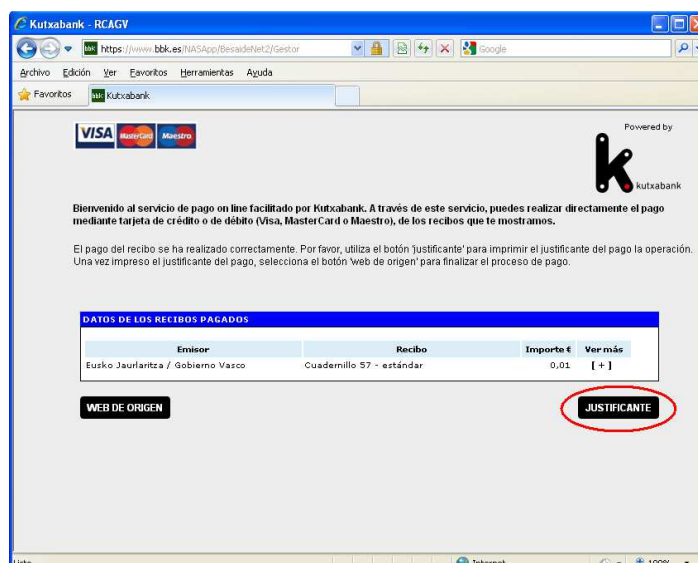 Kutxabank - RCAGV
bbk https://www.bbk.es/NASApp/BesaideNet2/Gestor
Google
Archivo Edición Ver Favoritos Herramientas Ayuda
Favoritos bbk Kutxabank
VISA MasterCard Maestro
Powered by
k
kutxabank
Bienvenido al servicio de pago on line facilitado por Kutxabank. A través de este servicio, puedes realizar directamente el pago
mediante tarjeta de crédito o de débito (Visa, MasterCard o Maestro), de los recibos que te mostramos.
El pago del recibo se ha realizado correctamente. Por favor, utiliza el botón 'justificante' para imprimir el justificante del pago la operación.
Una vez impreso el justificante del pago, selecciona el botón 'web de origen' para finalizar el proceso de pago.
DATOS DE LOS RECIBOS PAGADOS
Emisor Recibo Importe € Ver más
Eusko Jaurlaritza / Gobierno Vasco Cuadernillo 57 - estándar 0,01 [ + ]
WEB DE ORIGEN JUSTIFICANTE
Listo Internet 100%